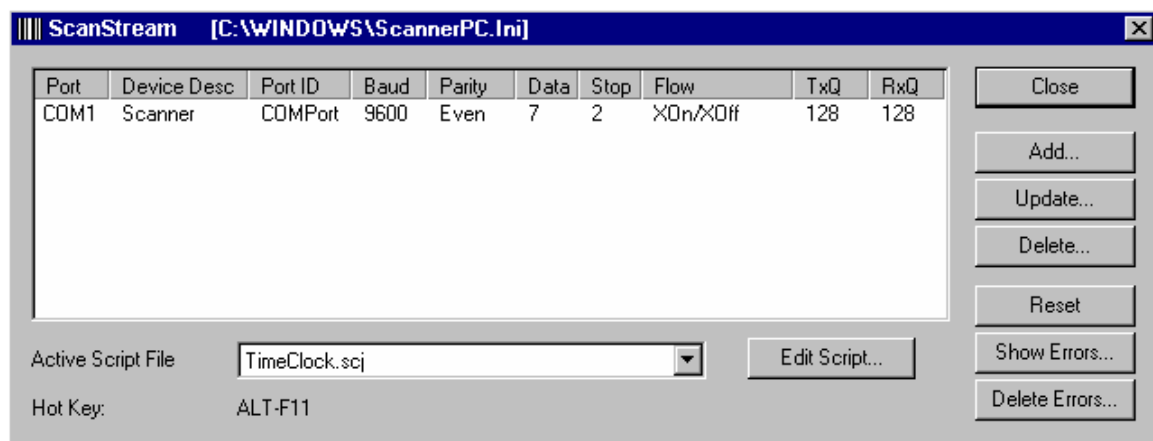 ScanStream [C:\WINDOWS\ScannerPC.Ini]
Port Device Desc Port ID Baud Parity Data Stop Flow TxQ RxQ
COM1 Scanner COMPort 9600 Even 7 2 XOn/XOff 128 128
Close
Add...
Update...
Delete...
Reset
Active Script File TimeClock.scj Edit Script... Show Errors...
Hot Key: ALT-F11 Delete Errors...